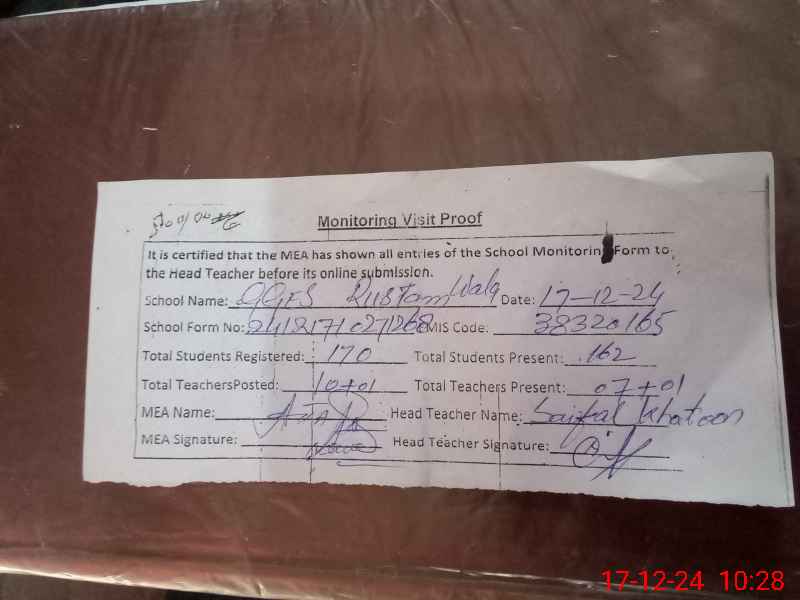 Monitoring Visit Proof
It is certified that the MEA has shown all entries of the School Monitoring Form to
the Head Teacher before its online submission.
School Name: GGES Rustam Wala Date: 17-12-24
School Form No: EMIS Code: 38320165
Total Students Registered: 170 Total Students Present: 162
Total TeachersPosted: 10+01 Total Teachers Present: 07+01
MEA Name: Head Teacher Name: Khatoon
MEA Signature: Head Teacher Signature:
17-12-24 10:28